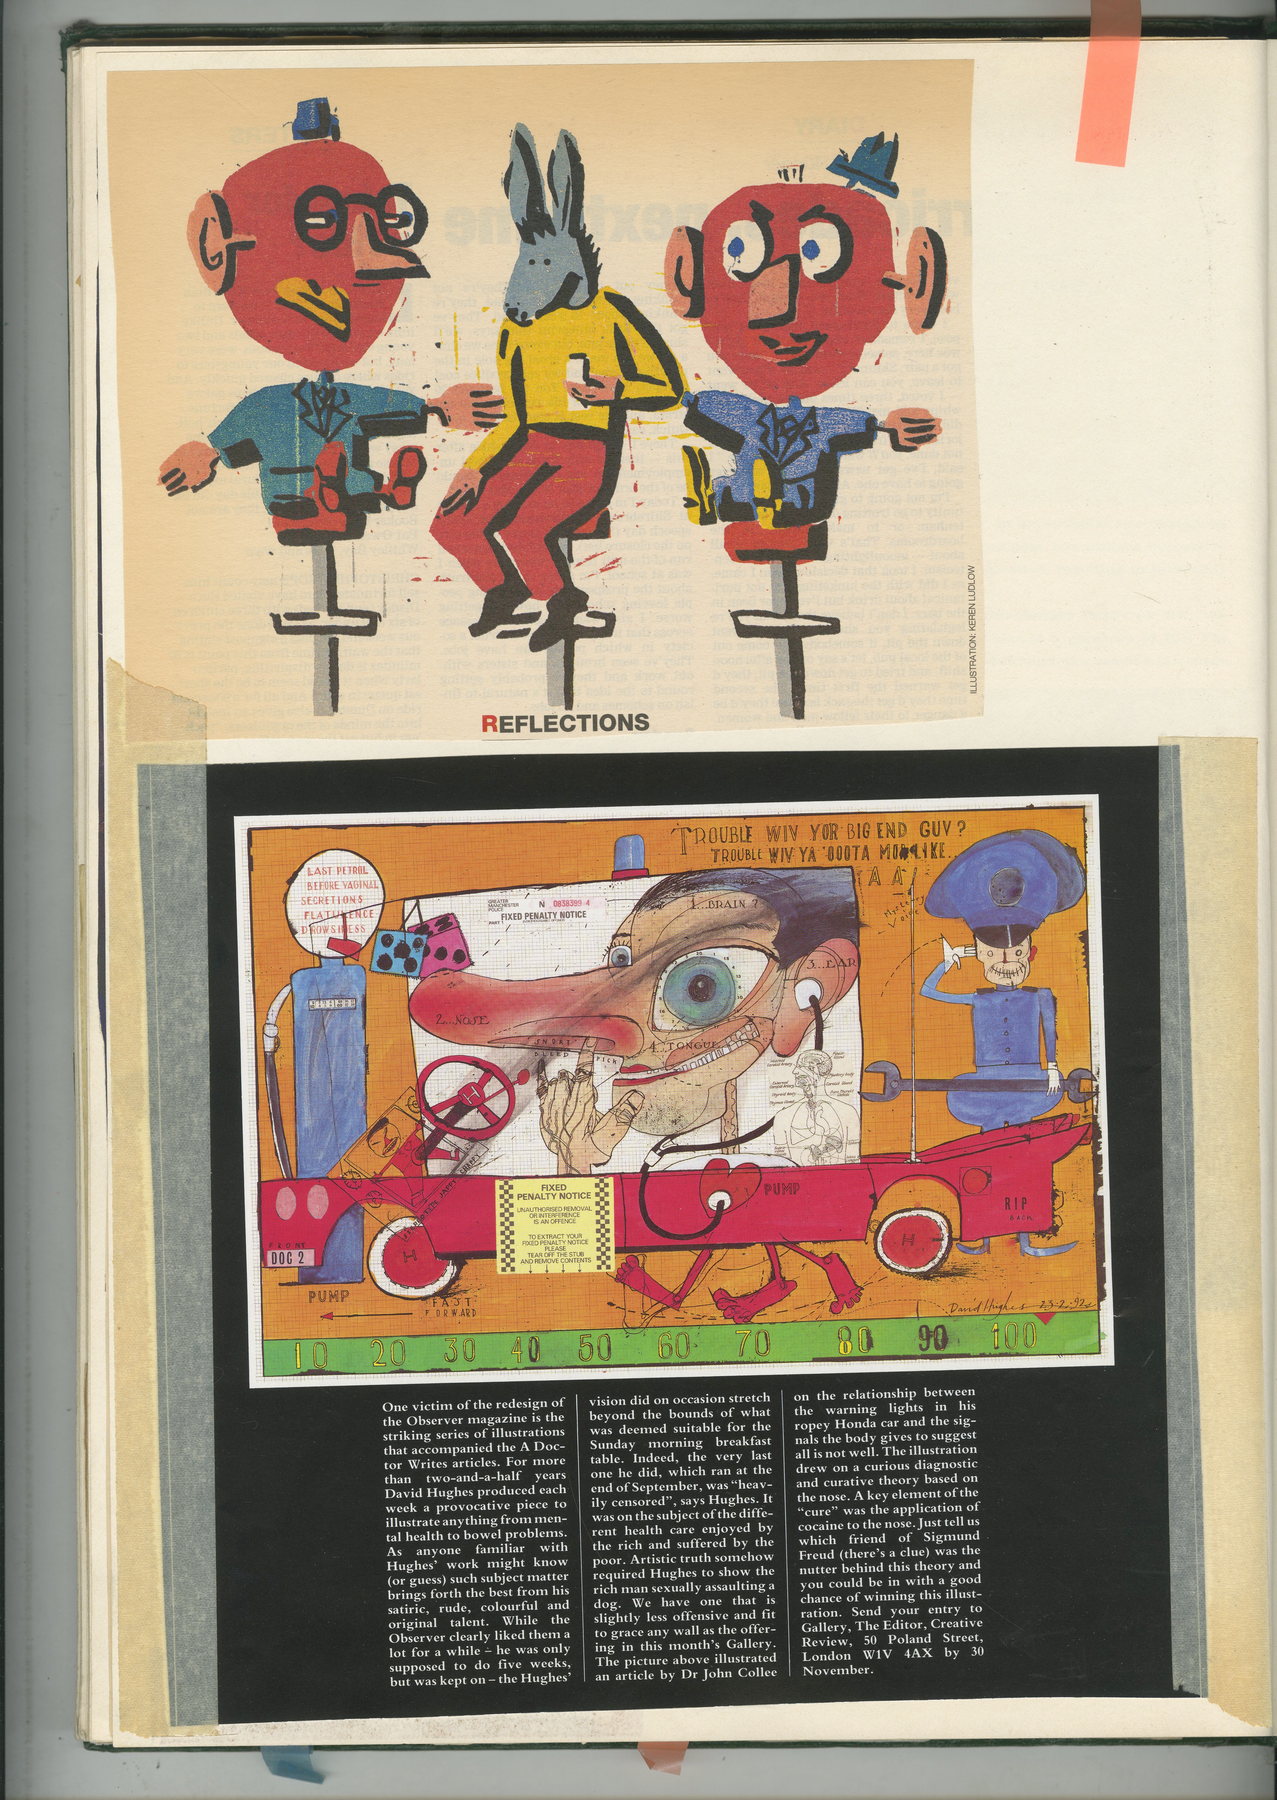 ILLUSTRATION: KEREN LUDLOW
REFLECTIONS
TROUBLE WIV YOR BIG END GUV?
TROUBLE WIV YA 'OOOTA
LIKE..
LAST PETROL
BEFORE VAGINAL
SECRETIONS
FLATULENCE
DROWSINESS
GREATER
MANCHESTER
POLICE
N 0838399 4
FIXED PENALTY NOTICE
PART 1
1...BRAIN?
2...NOSE
3...EAR
4...TONGUE
SNORT
BLEED
PICK
H
FIXED
PENALTY NOTICE
UNAUTHORISED REMOVAL
OR INTERFERENCE
IS AN OFFENCE
TO EXTRACT YOUR
FIXED PENALTY NOTICE
PLEASE
TEAR OFF THE STUB
AND REMOVE CONTENTS
PUMP
RIP
FRONT
DOC 2
H
H
PUMP
FAST
FORWARD
David Hughes 23·2·92
10 20 30 40 50 60 70 80 90 100
One victim of the redesign of
the Observer magazine is the
striking series of illustrations
that accompanied the A Doc-
tor Writes articles. For more
than two-and-a-half years
David Hughes produced each
week a provocative piece to
illustrate anything from men-
tal health to bowel problems.
As anyone familiar with
Hughes' work might know
(or guess) such subject matter
brings forth the best from his
satiric, rude, colourful and
original talent. While the
Observer clearly liked them a
lot for a while – he was only
supposed to do five weeks,
but was kept on – the Hughes'
vision did on occasion stretch
beyond the bounds of what
was deemed suitable for the
Sunday morning breakfast
table. Indeed, the very last
one he did, which ran at the
end of September, was "heav-
ily censored", says Hughes. It
was on the subject of the diffe-
rent health care enjoyed by
the rich and suffered by the
poor. Artistic truth somehow
required Hughes to show the
rich man sexually assaulting a
dog. We have one that is
slightly less offensive and fit
to grace any wall as the offer-
ing in this month's Gallery.
The picture above illustrated
an article by Dr John Collee
on the relationship between
the warning lights in his
ropey Honda car and the sig-
nals the body gives to suggest
all is not well. The illustration
drew on a curious diagnostic
and curative theory based on
the nose. A key element of the
"cure" was the application of
cocaine to the nose. Just tell us
which friend of Sigmund
Freud (there's a clue) was the
nutter behind this theory and
you could be in with a good
chance of winning this illust-
ration. Send your entry to
Gallery, The Editor, Creative
Review, 50 Poland Street,
London W1V 4AX by 30
November.